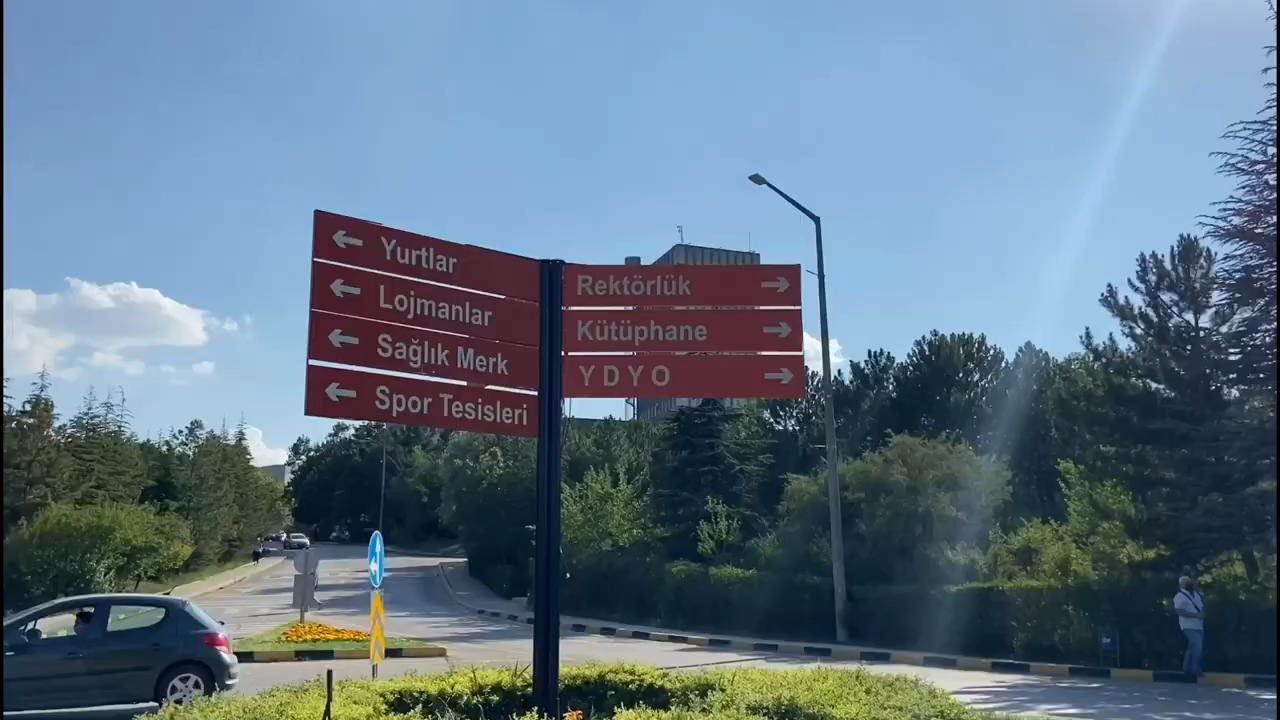 Yurtlar
Lojmanlar
Sağlık Merk
Spor Tesisleri
Rektörlük
Kütüphane
YDYO